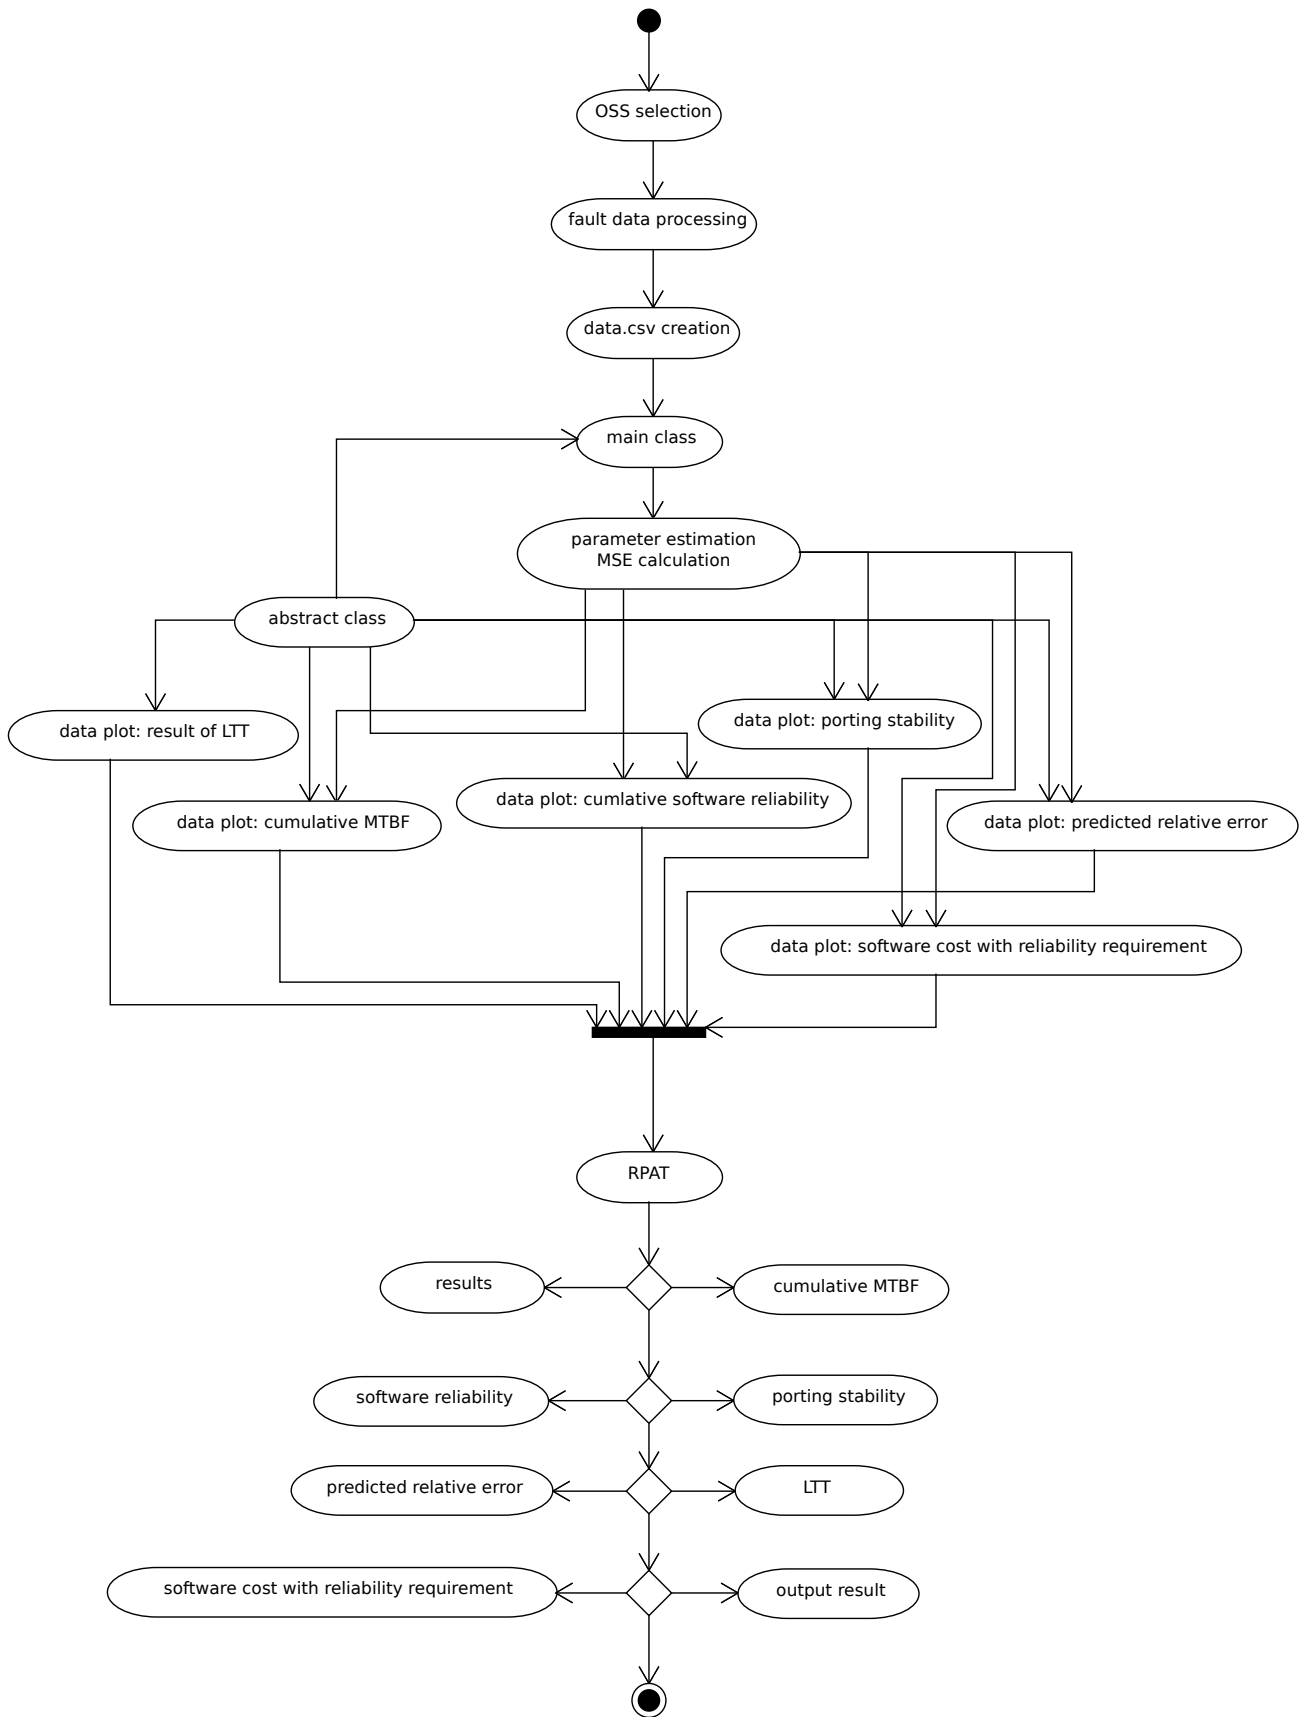 OSS selection
fault data processing
data.csv creation
main class
parameter estimation
MSE calculation
abstract class
data plot: porting stability
data plot: result of LTT
data plot: cumlative software reliability
data plot: cumulative MTBF
data plot: predicted relative error
data plot: software cost with reliability requirement
RPAT
results
cumulative MTBF
software reliability
porting stability
predicted relative error
LTT
software cost with reliability requirement
output result